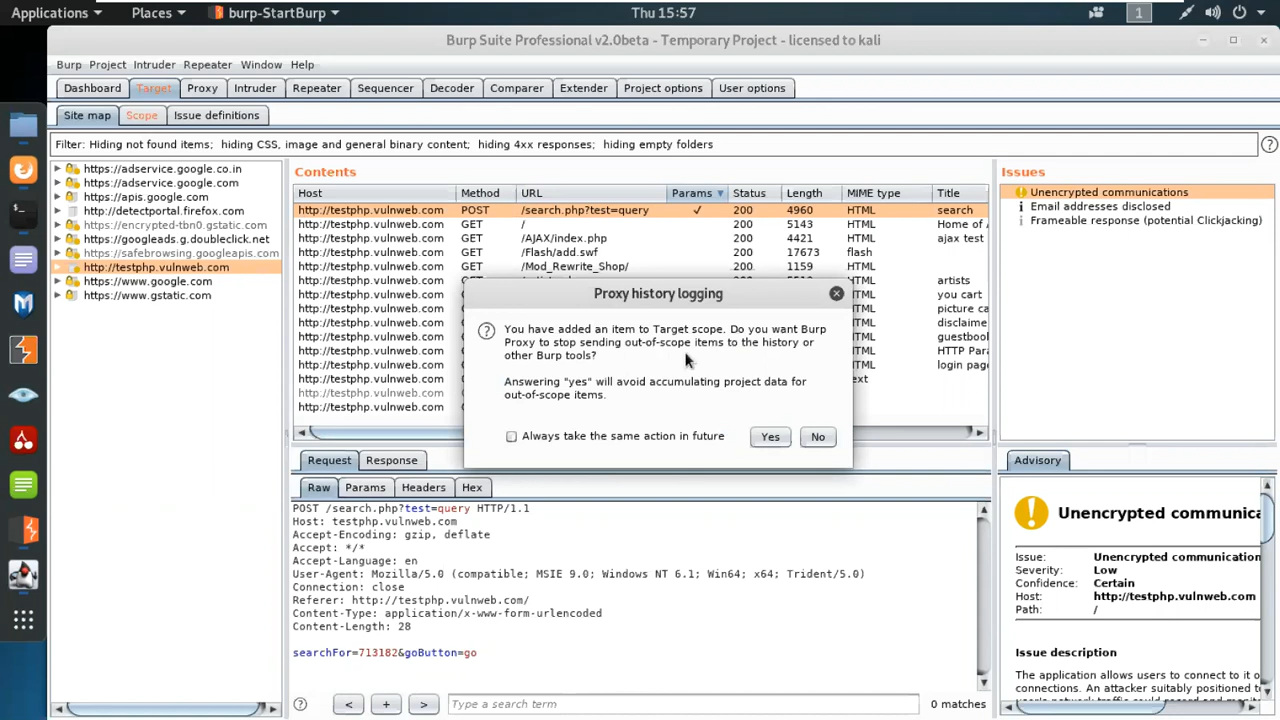 Applications Places burp-StartBurp Thu 15:57 1
Burp Suite Professional v2.0beta - Temporary Project - licensed to kali
Burp Project Intruder Repeater Window Help
Dashboard Target Proxy Intruder Repeater Sequencer Decoder Comparer Extender Project options User options
Site map Scope Issue definitions
Filter: Hiding not found items; hiding CSS, image and general binary content; hiding 4xx responses; hiding empty folders
https://adservice.google.co.in
https://adservice.google.com
https://apis.google.com
http://detectportal.firefox.com
https://encrypted-tbn0.gstatic.com
https://googleads.g.doubleclick.net
https://safebrowsing.googleapis.com
http://testphp.vulnweb.com
https://www.google.com
https://www.gstatic.com
Contents
Host Method URL Params Status Length MIME type Title
http://testphp.vulnweb.com POST /search.php?test=query ✓ 200 4960 HTML search
http://testphp.vulnweb.com GET / 200 5143 HTML Home of
http://testphp.vulnweb.com GET /AJAX/index.php 200 4421 HTML ajax test
http://testphp.vulnweb.com GET /Flash/add.swf 200 17673 flash
http://testphp.vulnweb.com GET /Mod_Rewrite_Shop/ 200 1159 HTML
http://testphp.vulnweb.com HTML artists
http://testphp.vulnweb.com HTML you cart
http://testphp.vulnweb.com HTML picture ca
http://testphp.vulnweb.com HTML disclaime
http://testphp.vulnweb.com HTML guestbook
http://testphp.vulnweb.com HTML HTTP Para
http://testphp.vulnweb.com HTML login page
http://testphp.vulnweb.com ext
http://testphp.vulnweb.com
http://testphp.vulnweb.com
Proxy history logging
You have added an item to Target scope. Do you want Burp
Proxy to stop sending out-of-scope items to the history or
other Burp tools?
Answering "yes" will avoid accumulating project data for
out-of-scope items.
Always take the same action in future Yes No
Issues
Unencrypted communications
Email addresses disclosed
Frameable response (potential Clickjacking)
Request Response
Raw Params Headers Hex
POST /search.php?test=query HTTP/1.1
Host: testphp.vulnweb.com
Accept-Encoding: gzip, deflate
Accept: */*
Accept-Language: en
User-Agent: Mozilla/5.0 (compatible; MSIE 9.0; Windows NT 6.1; Win64; x64; Trident/5.0)
Connection: close
Referer: http://testphp.vulnweb.com/
Content-Type: application/x-www-form-urlencoded
Content-Length: 28
searchFor=713182&goButton=go
? < + > Type a search term 0 matches
Advisory
Unencrypted communica
Issue: Unencrypted communication
Severity: Low
Confidence: Certain
Host: http://testphp.vulnweb.com
Path: /
Issue description
The application allows users to connect to it o
connections. An attacker suitably positioned t